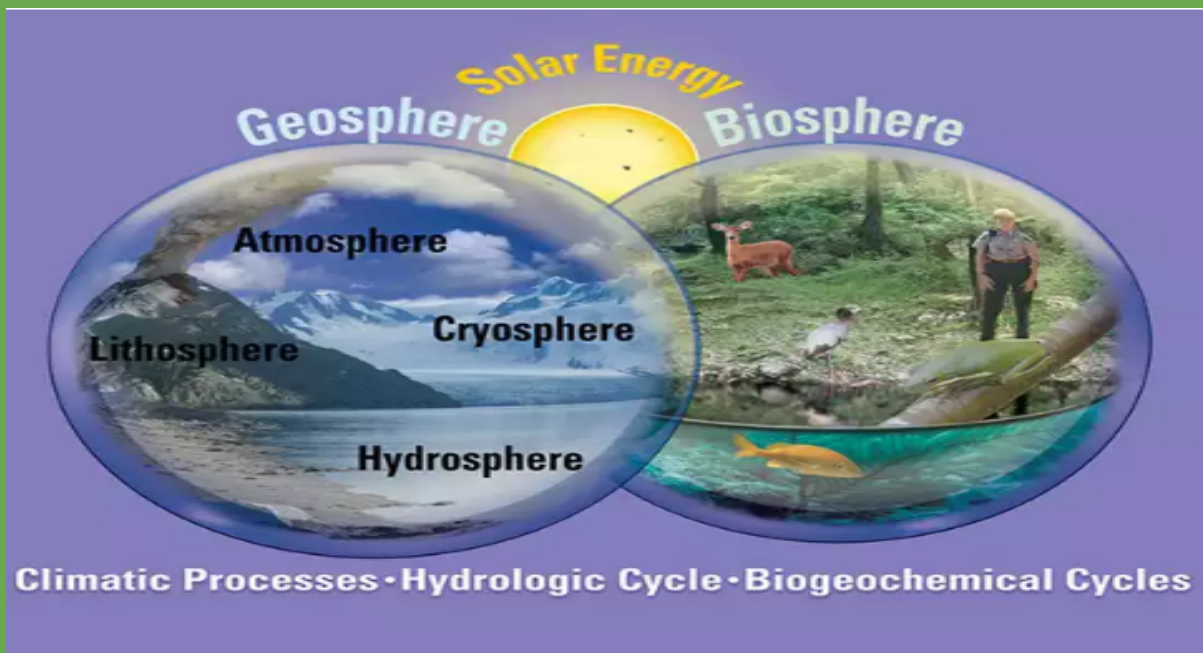 Solar Energy
Geosphere
Biosphere
Atmosphere
Cryosphere
Lithosphere
Hydrosphere
Climatic Processes•Hydrologic Cycle•Biogeochemical Cycles